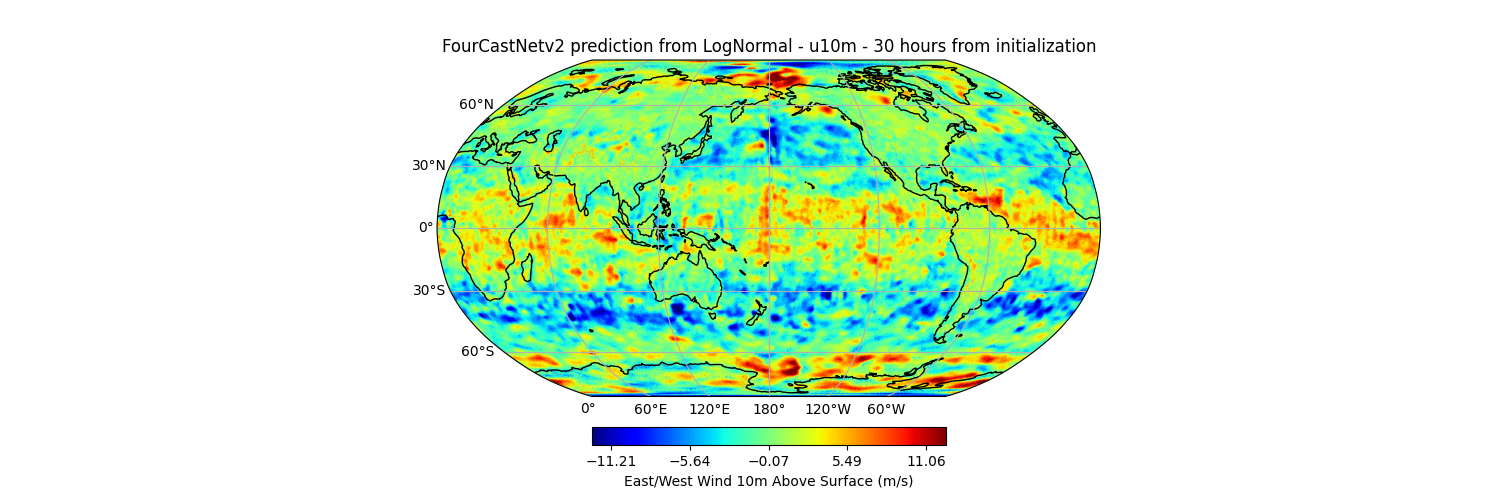 FourCastNetv2 prediction from LogNormal - u10m - 30 hours from initialization
60°N
30°N
0°
30°S
60°S
0° 60°E 120°E 180° 120°W 60°W
−11.21 −5.64 −0.07 5.49 11.06
East/West Wind 10m Above Surface (m/s)